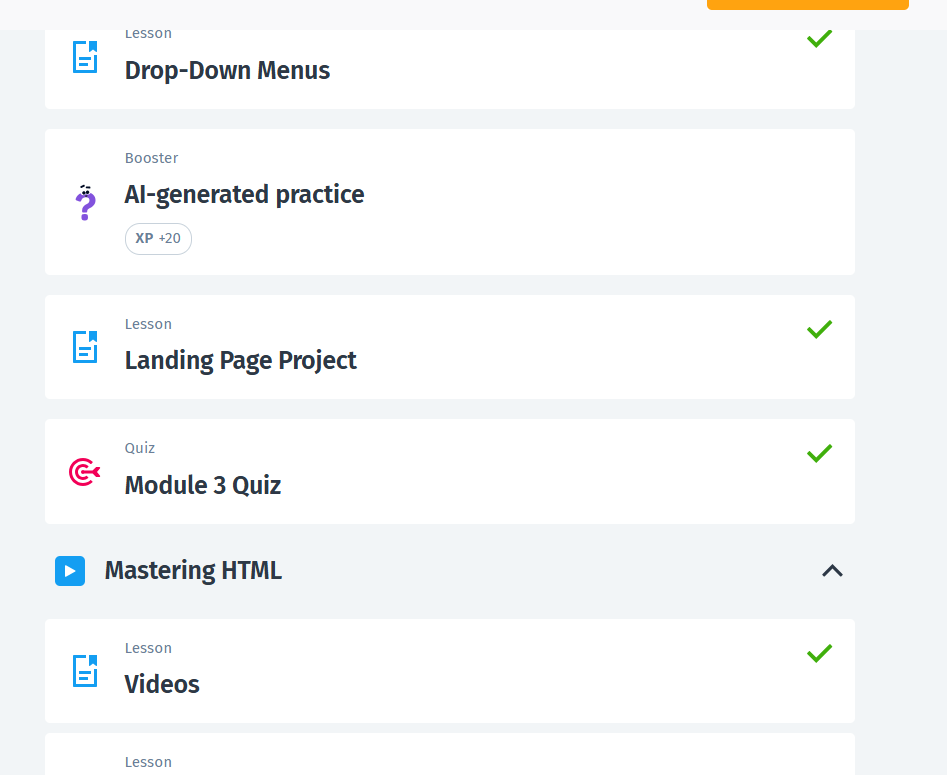 Lesson
Drop-Down Menus
Booster
AI-generated practice
XP +20
Lesson
Landing Page Project
Quiz
Module 3 Quiz
Mastering HTML
Lesson
Videos
Lesson